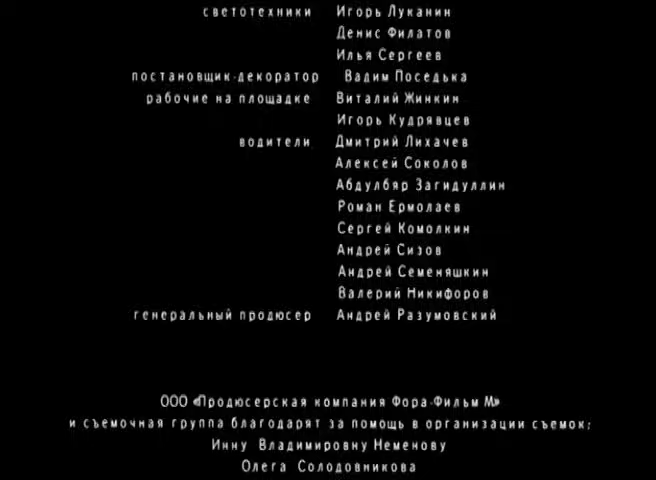 светотехники Игорь Луканин
Денис Филатов
Илья Сергеев
постановщик-декоратор Вадим Поседька
рабочие на площадке Виталий Жинкин
Игорь Кудрявцев
водители Дмитрий Лихачев
Алексей Соколов
Абдулбяр Загидуллин
Роман Ермолаев
Сергей Комолкин
Андрей Сизов
Андрей Семеняшкин
Валерий Никифоров
генеральный продюсер Андрей Разумовский
ООО «Продюсерская компания Фора-Фильм М»
и съемочная группа благодарят за помощь в организации съемок:
Инну Владимировну Неменову
Олега Солодовникова